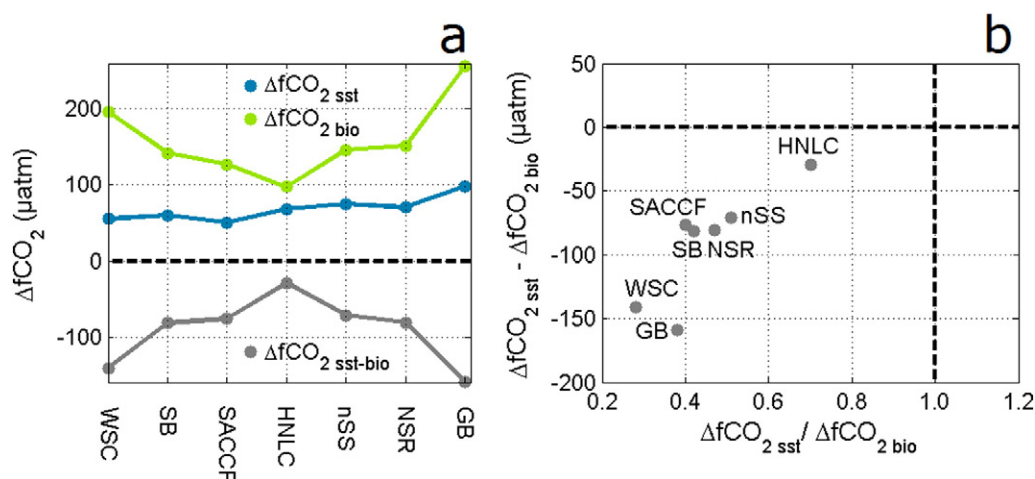 a
ΔfCO2 (µatm)
200
100
0
-100
ΔfCO2 sst
ΔfCO2 bio
ΔfCO2 sst-bio
WSC
SB
SACCF
HNLC
nSS
NSR
GB
b
ΔfCO2 sst - ΔfCO2 bio (µatm)
50
0
-50
-100
-150
-200
HNLC
nSS
SACCF
SB NSR
WSC
GB
0.2 0.4 0.6 0.8 1.0 1.2
ΔfCO2 sst/ ΔfCO2 bio